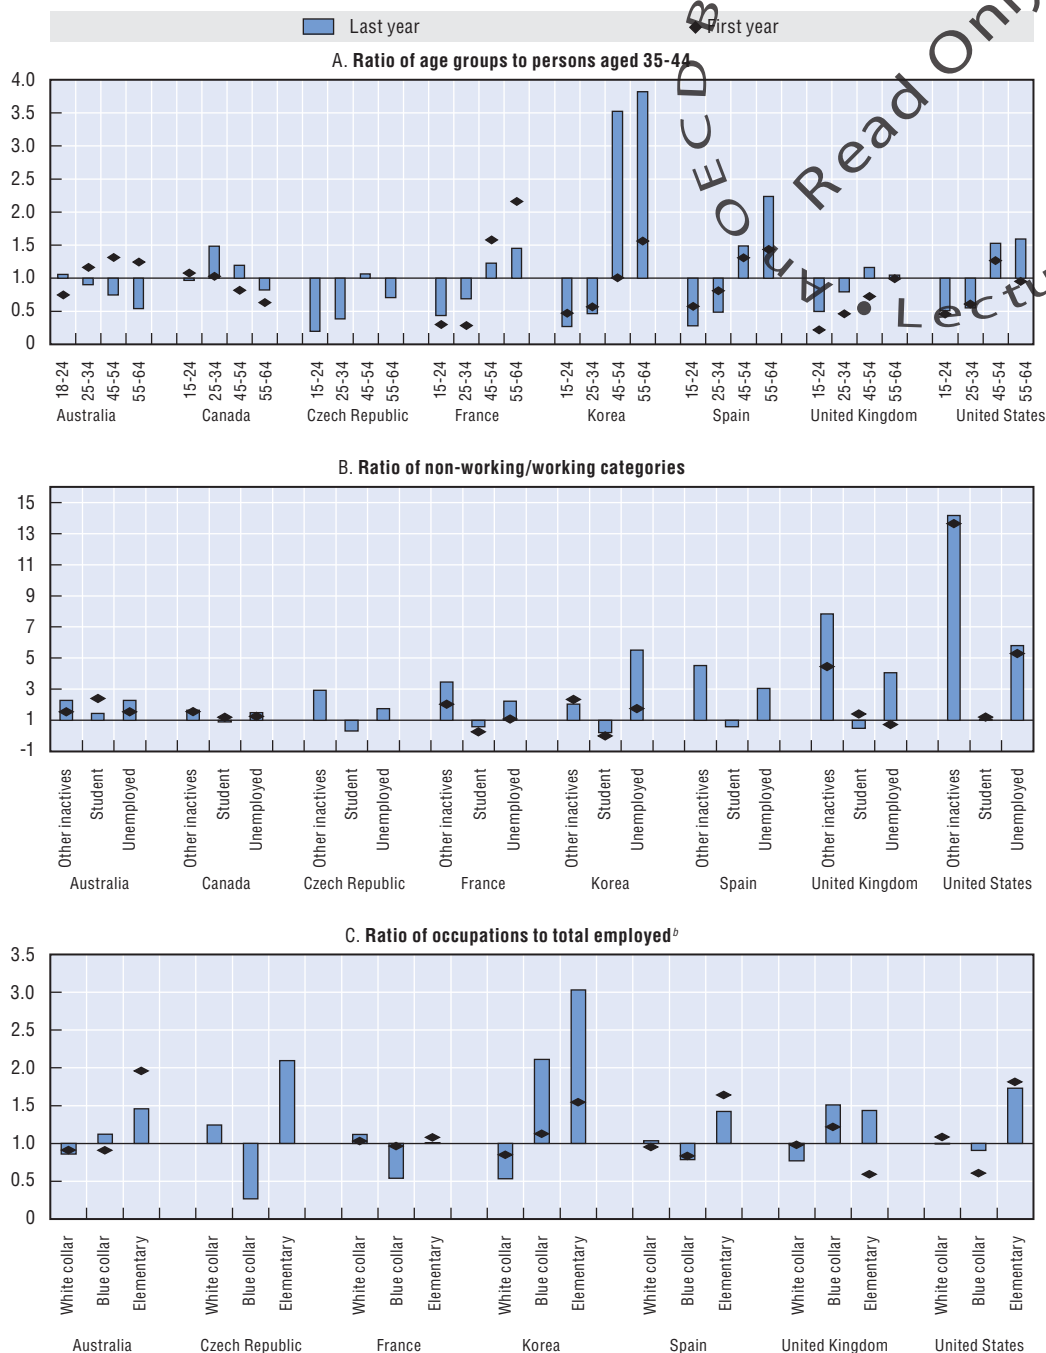 Last year
First year
A. Ratio of age groups to persons aged 35-44
4.0
3.5
3.0
2.5
2.0
1.5
1.0
0.5
0
18-24 25-34 45-54 55-64 15-24 25-34 45-54 55-64 15-24 25-34 45-54 55-64 15-24 25-34 45-54 55-64 15-24 25-34 45-54 55-64 15-24 25-34 45-54 55-64 15-24 25-34 45-54 55-64 15-24 25-34 45-54 55-64
Australia Canada Czech Republic France Korea Spain United Kingdom United States
B. Ratio of non-working/working categories
15
13
11
9
7
5
3
1
-1
Other inactives Student Unemployed Other inactives Student Unemployed Other inactives Student Unemployed Other inactives Student Unemployed Other inactives Student Unemployed Other inactives Student Unemployed Other inactives Student Unemployed Other inactives Student Unemployed
Australia Canada Czech Republic France Korea Spain United Kingdom United States
C. Ratio of occupations to total employed b
3.5
3.0
2.5
2.0
1.5
1.0
0.5
0
White collar Blue collar Elementary White collar Blue collar Elementary White collar Blue collar Elementary White collar Blue collar Elementary White collar Blue collar Elementary White collar Blue collar Elementary White collar Blue collar Elementary
Australia Czech Republic France Korea Spain United Kingdom United States
OECD B
Read Only
Lectu